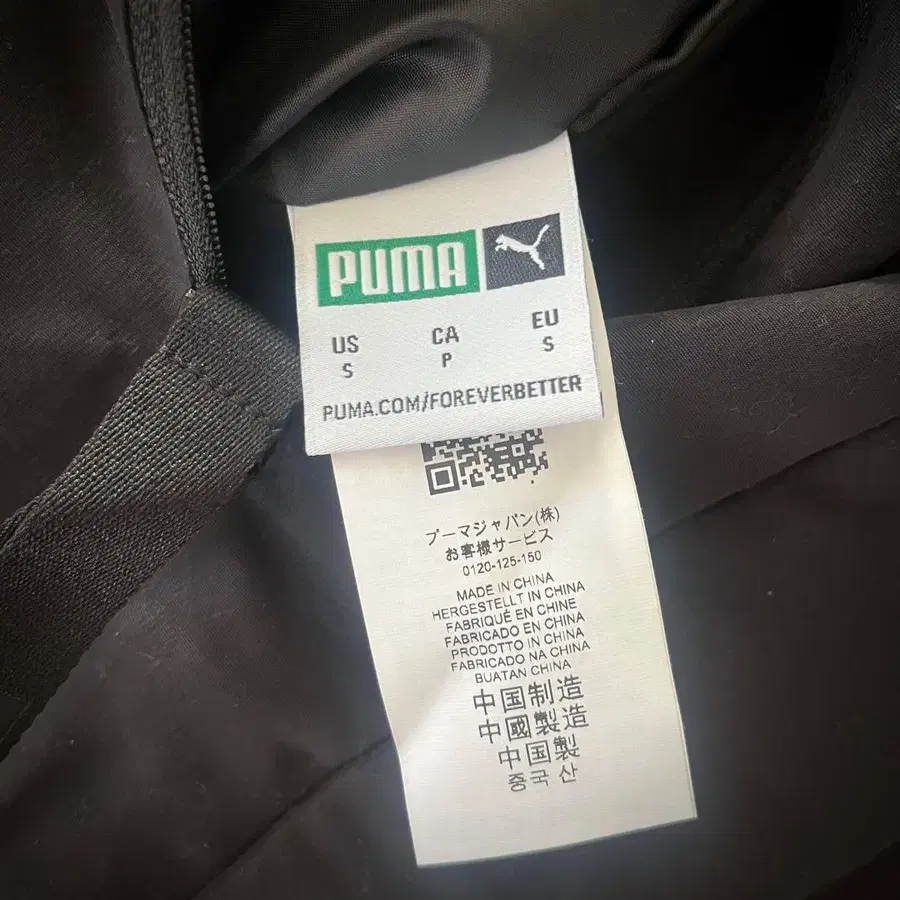 PUMA
US CA EU
S P S
PUMA.COM/FOREVERBETTER
プーマジャパン(株)
お客様サービス
0120-125-150
MADE IN CHINA
HERGESTELLT IN CHINA
FABRIQUÉ EN CHINE
FABRICADO EN CHINA
PRODOTTO IN CHINA
FABRICADO NA CHINA
BUATAN CHINA
中国制造
中國製造
中国製
중국 산